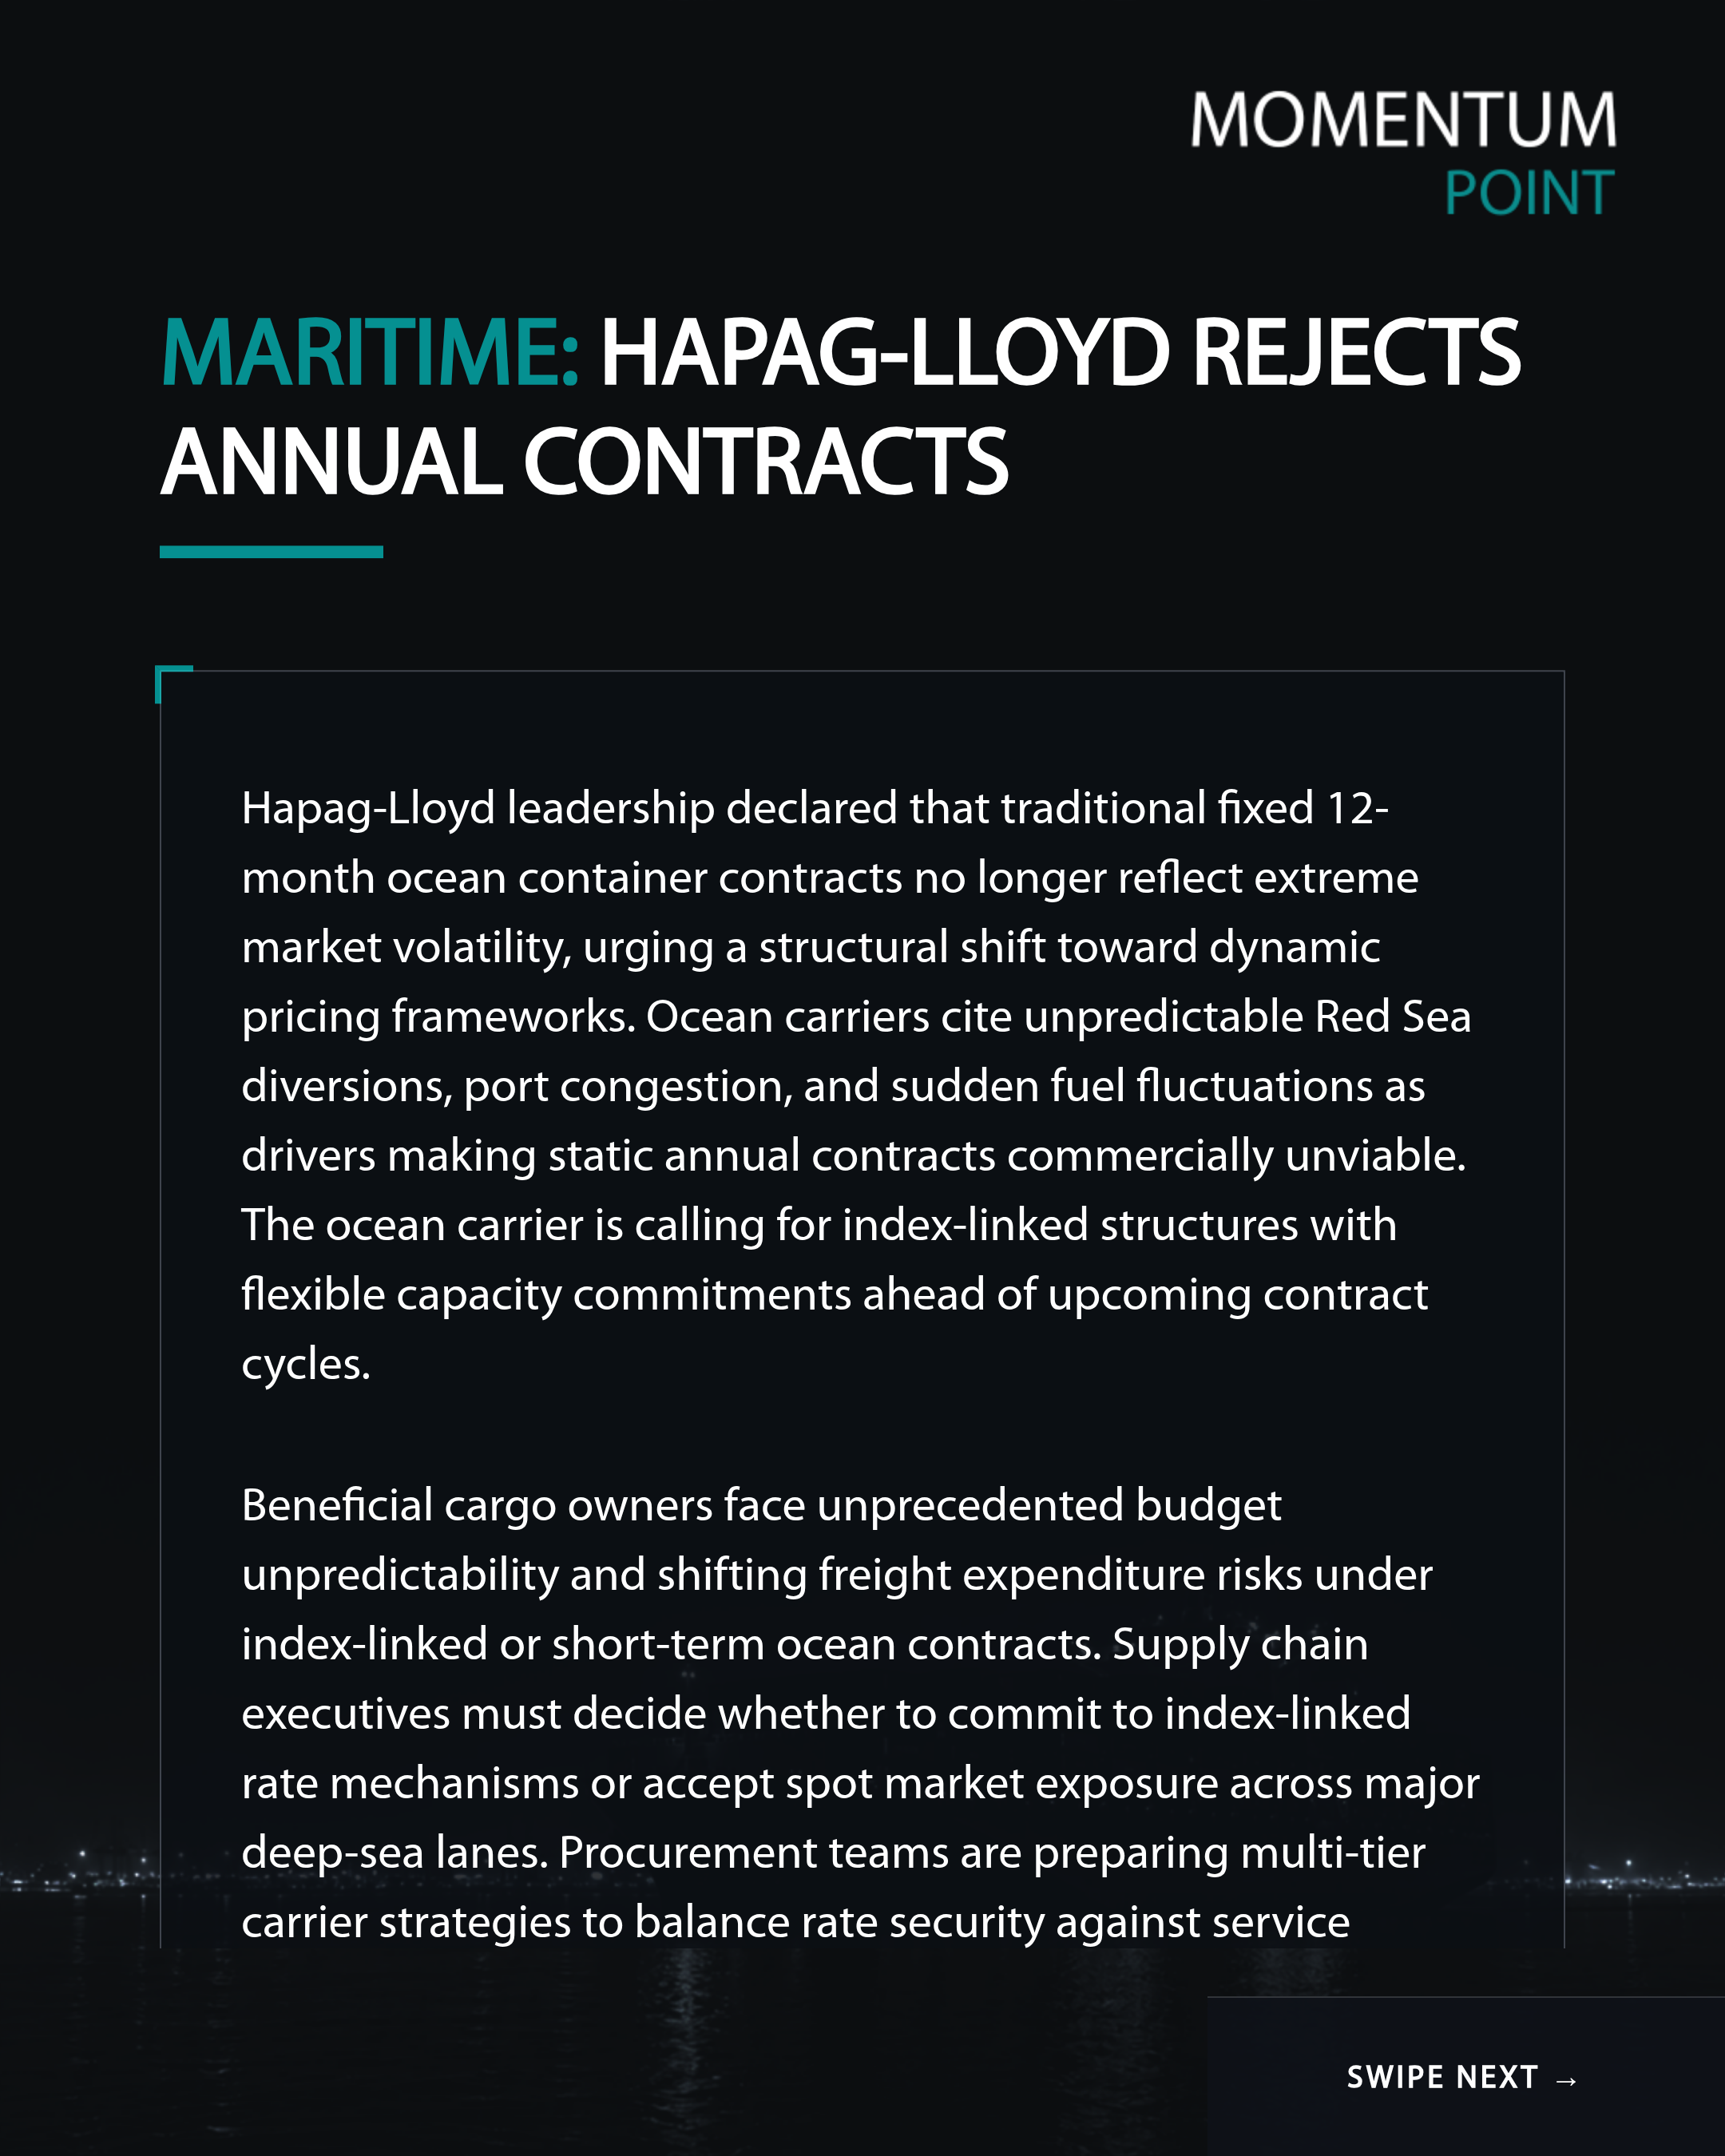 MOMENTUM
POINT
MARITIME: HAPAG-LLOYD REJECTS
ANNUAL CONTRACTS
Hapag-Lloyd leadership declared that traditional fixed 12-
month ocean container contracts no longer reflect extreme
market volatility, urging a structural shift toward dynamic
pricing frameworks. Ocean carriers cite unpredictable Red Sea
diversions, port congestion, and sudden fuel fluctuations as
drivers making static annual contracts commercially unviable.
The ocean carrier is calling for index-linked structures with
flexible capacity commitments ahead of upcoming contract
cycles.
Beneficial cargo owners face unprecedented budget
unpredictability and shifting freight expenditure risks under
index-linked or short-term ocean contracts. Supply chain
executives must decide whether to commit to index-linked
rate mechanisms or accept spot market exposure across major
deep-sea lanes. Procurement teams are preparing multi-tier
carrier strategies to balance rate security against service
SWIPE NEXT →